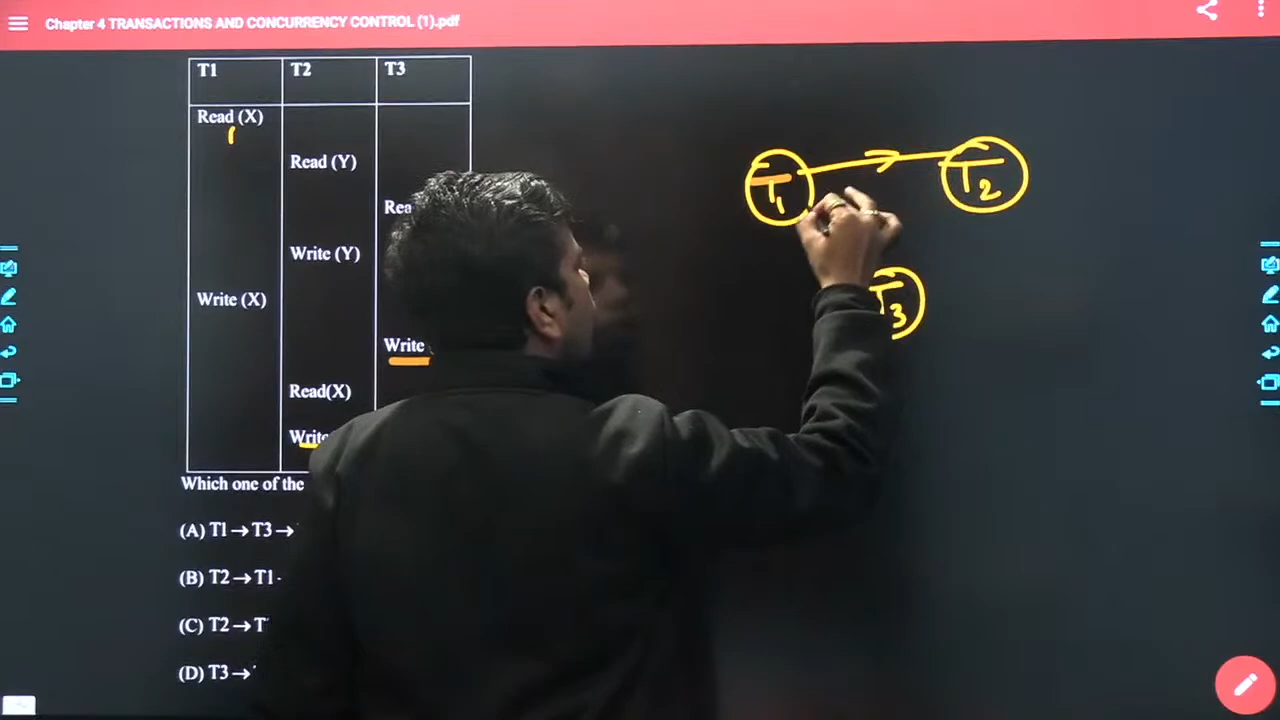 Chapter 4 TRANSACTIONS AND CONCURRENCY CONTROL (1).pdf
T1 T2 T3
Read (X)
Read (Y)
Write (Y)
Write (X)
Write
Read(X)
Which one of the
(A) T1→T3→
(B) T2→T1
(C) T2→
(D) T3→
T1 T2
T3